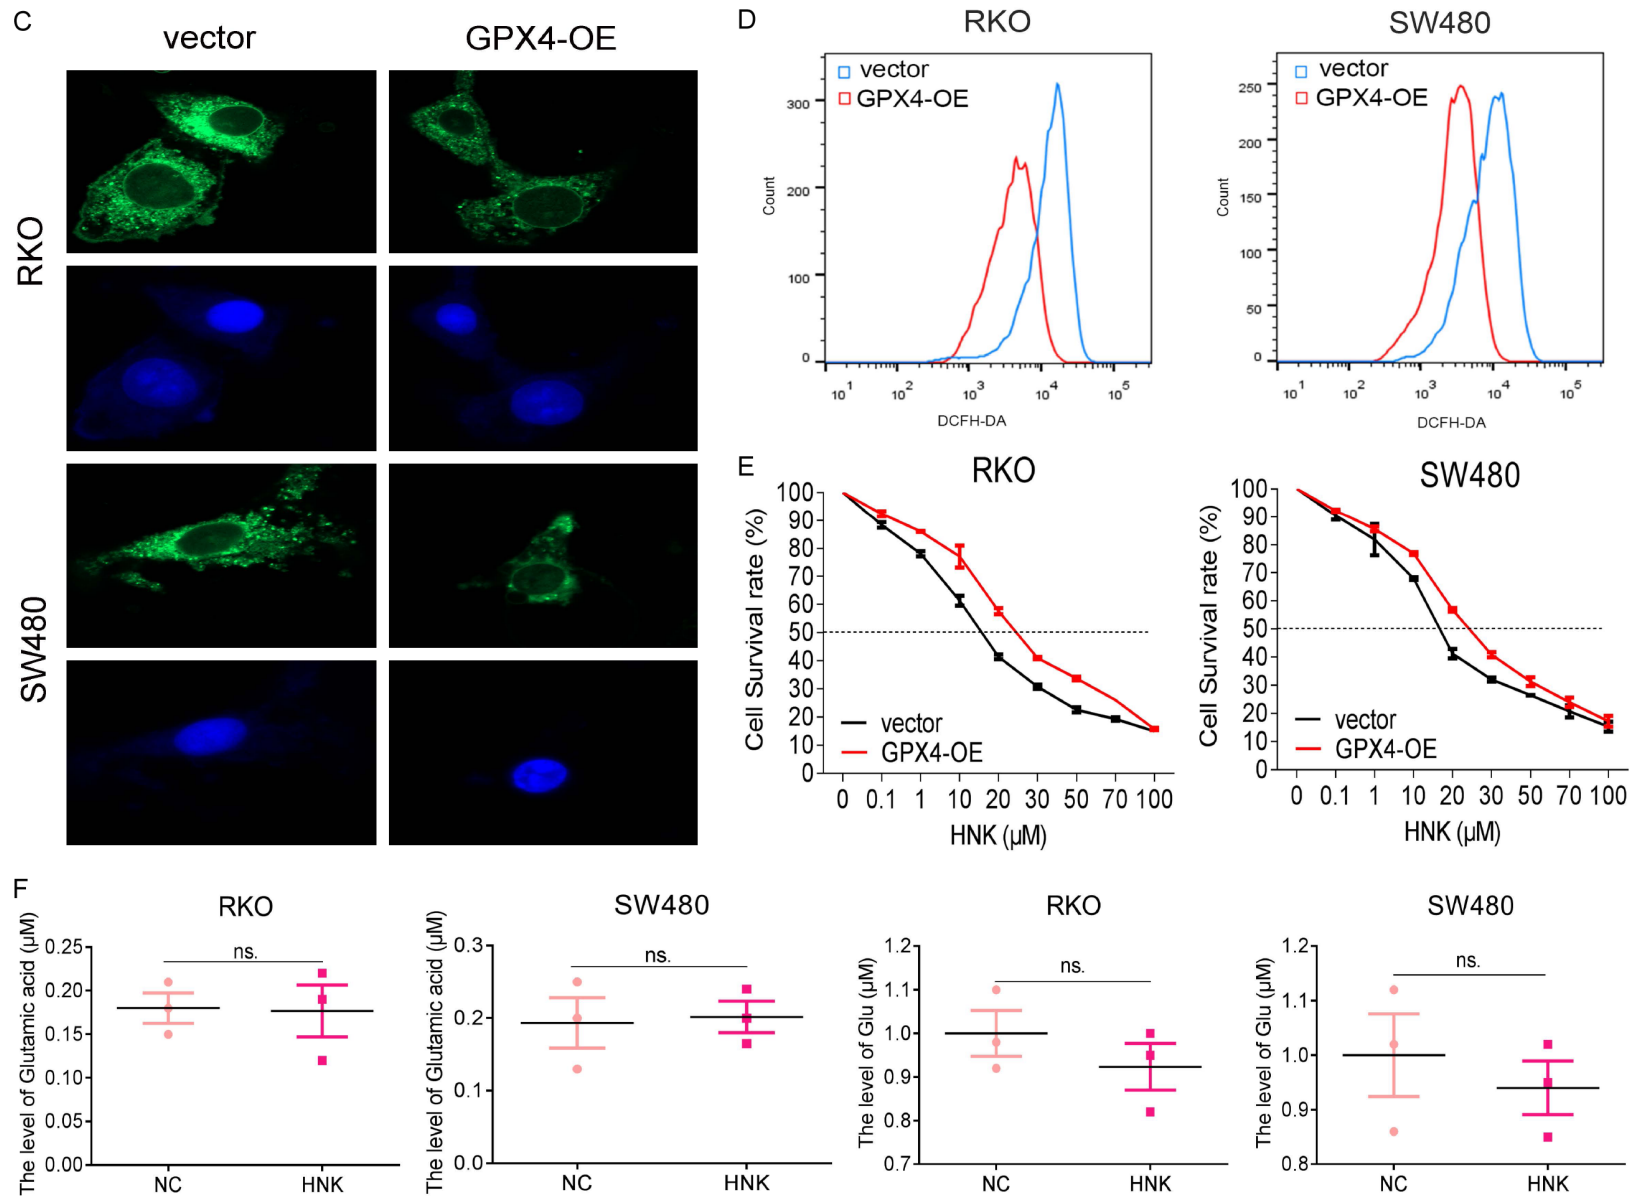 C
vector
GPX4-OE
RKO
SW480
D
RKO
vector
GPX4-OE
Count
300
200
100
0
10¹ 10² 10³ 10⁴ 10⁵
DCFH-DA
SW480
vector
GPX4-OE
Count
250
200
150
100
50
0
10¹ 10² 10³ 10⁴ 10⁵
DCFH-DA
E
RKO
Cell Survival rate (%)
100
90
80
70
60
50
40
30
20
10
0
vector
GPX4-OE
0 0.1 1 10 20 30 50 70 100
HNK (µM)
SW480
Cell Survival rate (%)
100
90
80
70
60
50
40
30
20
10
0
vector
GPX4-OE
0 0.1 1 10 20 30 50 70 100
HNK (µM)
F
RKO
The level of Glutamic acid (µM)
0.25
0.20
0.15
0.10
0.05
0.00
ns.
NC HNK
SW480
The level of Glutamic acid (µM)
0.3
0.2
0.1
0.0
ns.
NC HNK
RKO
The level of Glu (µM)
1.2
1.1
1.0
0.9
0.8
0.7
ns.
NC HNK
SW480
The level of Glu (µM)
1.2
1.1
1.0
0.9
0.8
ns.
NC HNK